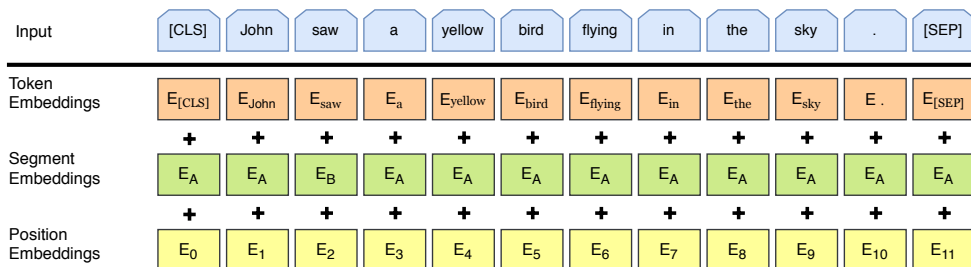 Input [CLS] John saw a yellow bird flying in the sky . [SEP]
Token
Embeddings E[CLS] EJohn Esaw Ea Eyellow Ebird Eflying Ein Ethe Esky E . E[SEP]
+ + + + + + + + + + + +
Segment
Embeddings EA EA EB EA EA EA EA EA EA EA EA EA
+ + + + + + + + + + + +
Position
Embeddings E0 E1 E2 E3 E4 E5 E6 E7 E8 E9 E10 E11